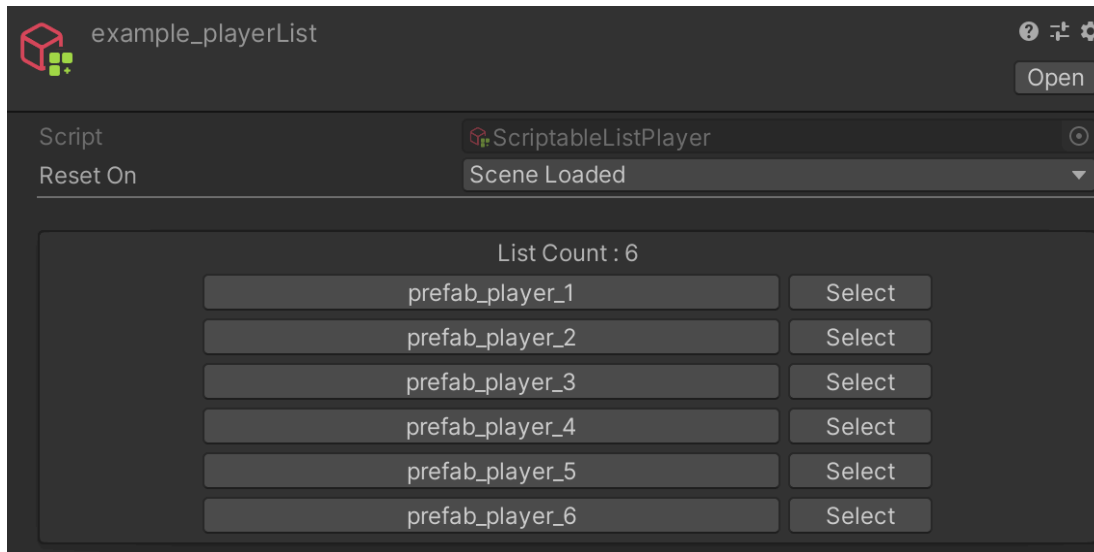 example_playerList
Open
Script ScriptableListPlayer
Reset On Scene Loaded
List Count : 6
prefab_player_1 Select
prefab_player_2 Select
prefab_player_3 Select
prefab_player_4 Select
prefab_player_5 Select
prefab_player_6 Select